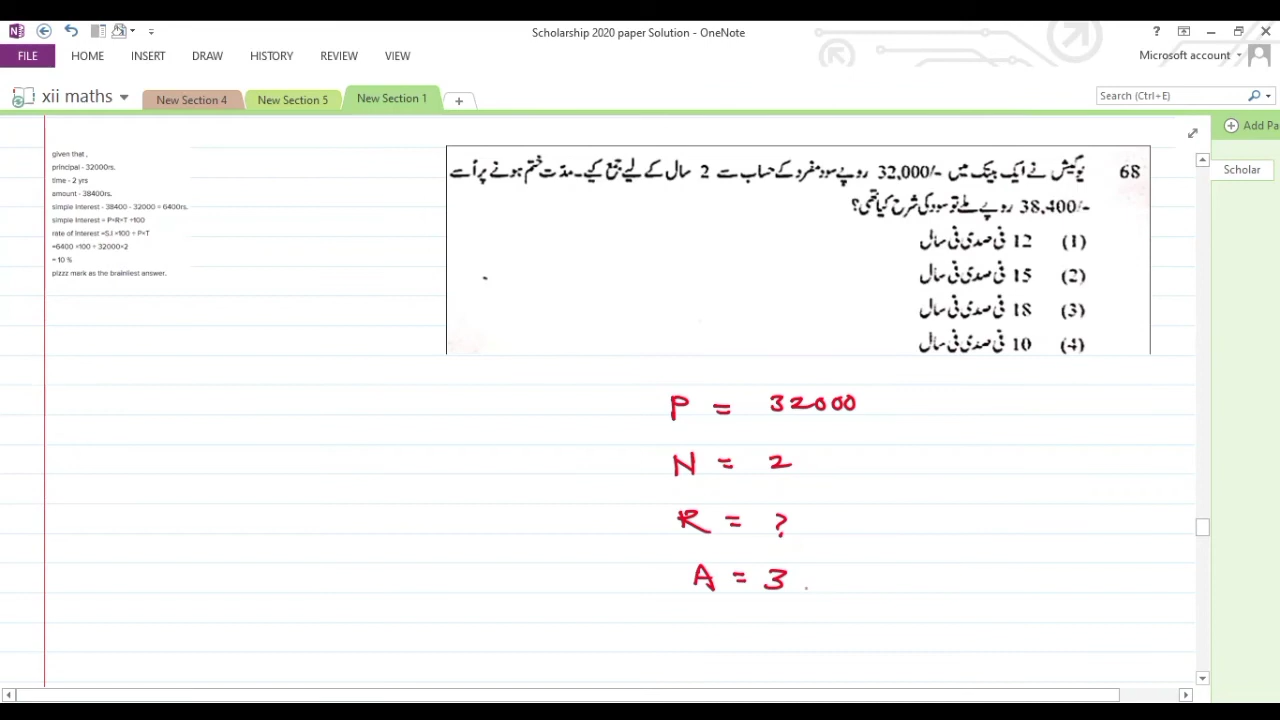 Scholarship 2020 paper Solution - OneNote
FILE HOME INSERT DRAW HISTORY REVIEW VIEW
Microsoft account
xii maths
New Section 4 New Section 5 New Section 1 +
Search (Ctrl+E)
Add Pa
Scholar
given that ,
principal - 32000rs.
time - 2 yrs
amount - 38400rs.
simple interest - 38400 - 32000 = 6400rs.
simple Interest = P×R×T ÷100
rate of Interest =S.I ×100 ÷ P×T
=6400 ×100 ÷ 32000×2
= 10 %
plzzz mark as the brainliest answer.
68 یوگیش نے ایک بینک میں 32,000/- روپے سود مفرد کے حساب سے 2 سال کے لیے جمع کیے۔ مدّت ختم ہونے پر اُسے
38,400/- روپے ملے تو سود کی شرح کیا تھی؟
(1) 12 فی صدی فی سال
(2) 15 فی صدی فی سال
(3) 18 فی صدی فی سال
(4) 10 فی صدی فی سال
P = 32000
N = 2
R = ?
A = 3